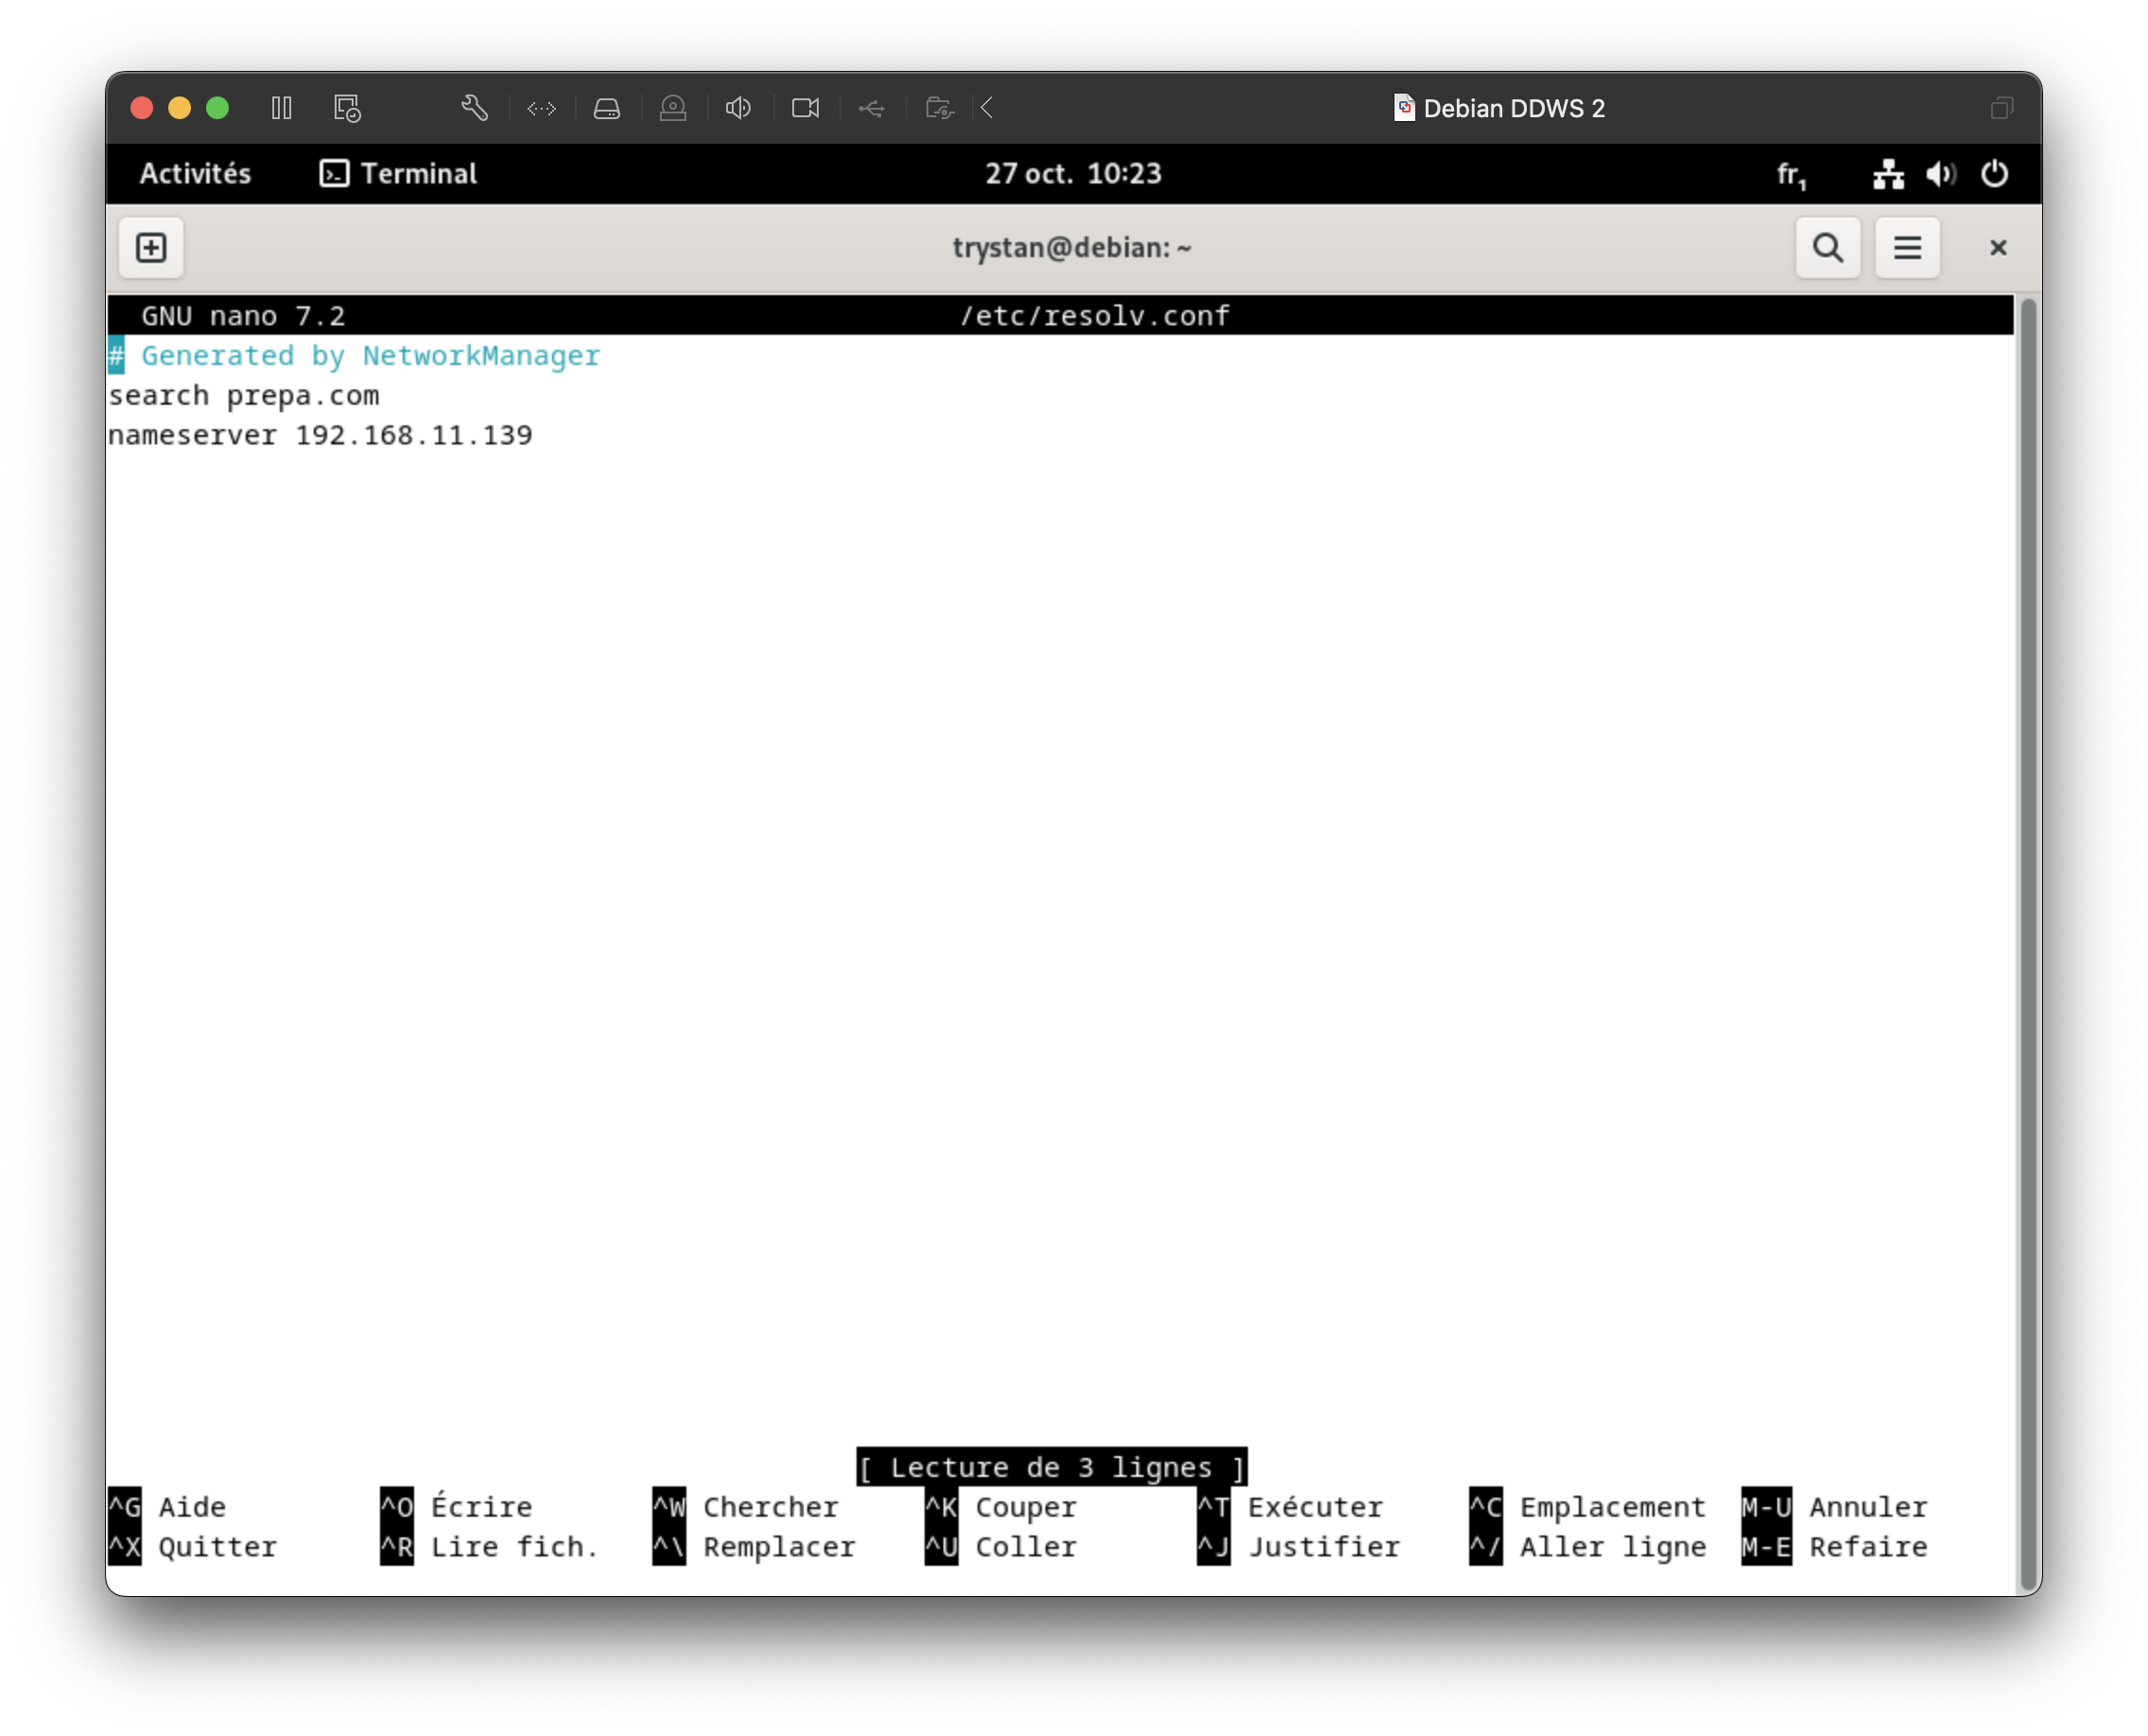 Debian DDWS 2
Activités Terminal 27 oct. 10:23 fr1
trystan@debian: ~
GNU nano 7.2 /etc/resolv.conf
# Generated by NetworkManager
search prepa.com
nameserver 192.168.11.139
[ Lecture de 3 lignes ]
^G Aide ^O Écrire ^W Chercher ^K Couper ^T Exécuter ^C Emplacement M-U Annuler
^X Quitter ^R Lire fich. ^\ Remplacer ^U Coller ^J Justifier ^/ Aller ligne M-E Refaire